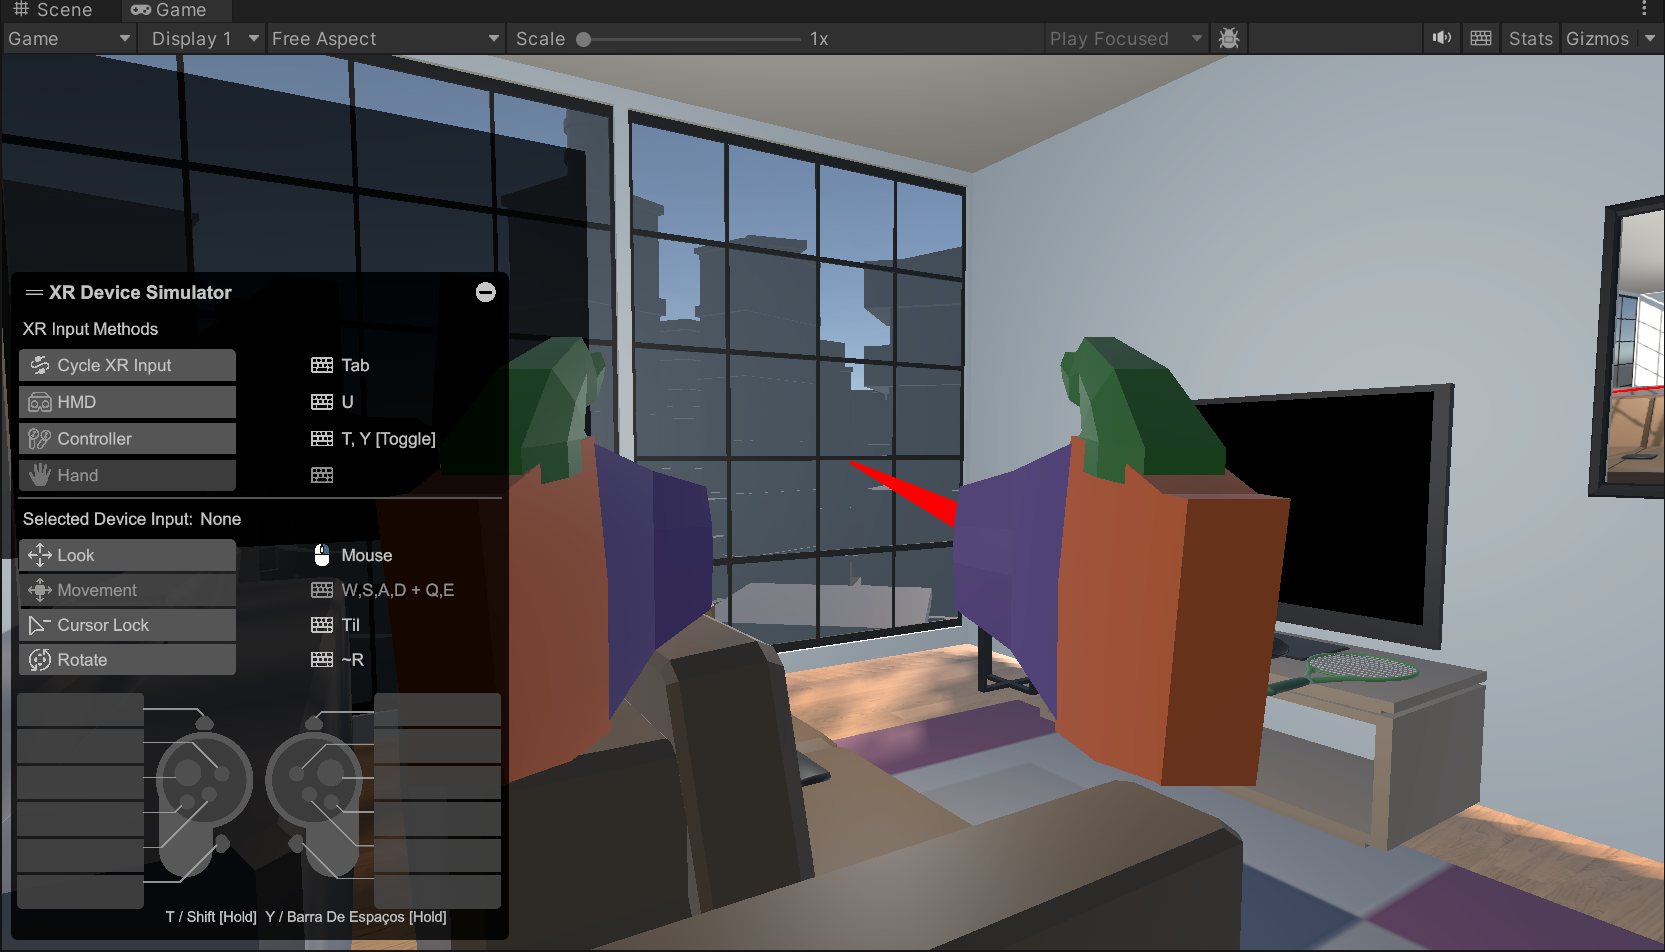 Scene
Game
Game
Display 1
Free Aspect
Scale
1x
Play Focused
Stats
Gizmos
XR Device Simulator
XR Input Methods
Cycle XR Input
Tab
HMD
U
Controller
T, Y [Toggle]
Hand
Selected Device Input: None
Look
Mouse
Movement
W,S,A,D + Q,E
Cursor Lock
Til
Rotate
~R
T / Shift [Hold] Y / Barra De Espaços [Hold]